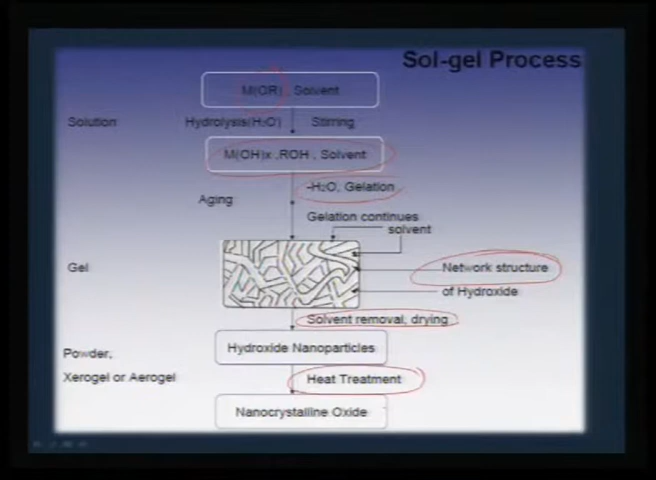 Sol-gel Process
M(OR) , Solvent
Solution
Hydrolysis(H₂O)
Stirring
M(OH)x ,ROH , Solvent
-H₂O, Gelation
Aging
Gelation continues
solvent
Gel
Network structure
of Hydroxide
Solvent removal, drying
Hydroxide Nanoparticles
Powder,
Xerogel or Aerogel
Heat Treatment
Nanocrystalline Oxide